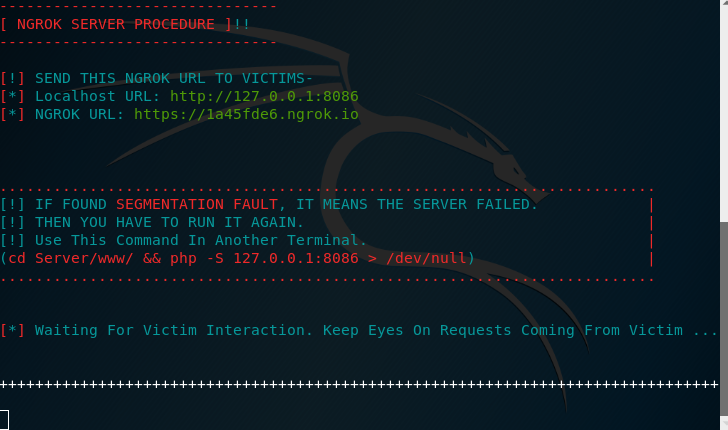 -------------------------------
[ NGROK SERVER PROCEDURE ]!!
-------------------------------
[!] SEND THIS NGROK URL TO VICTIMS-
[*] Localhost URL: http://127.0.0.1:8086
[*] NGROK URL: https://1a45fde6.ngrok.io
.........................................................................
[!] IF FOUND SEGMENTATION FAULT, IT MEANS THE SERVER FAILED. |
[!] THEN YOU HAVE TO RUN IT AGAIN. |
[!] Use This Command In Another Terminal. |
(cd Server/www/ && php -S 127.0.0.1:8086 > /dev/null) |
.........................................................................
[*] Waiting For Victim Interaction. Keep Eyes On Requests Coming From Victim ...
++++++++++++++++++++++++++++++++++++++++++++++++++++++++++++++++++++++++++++++++